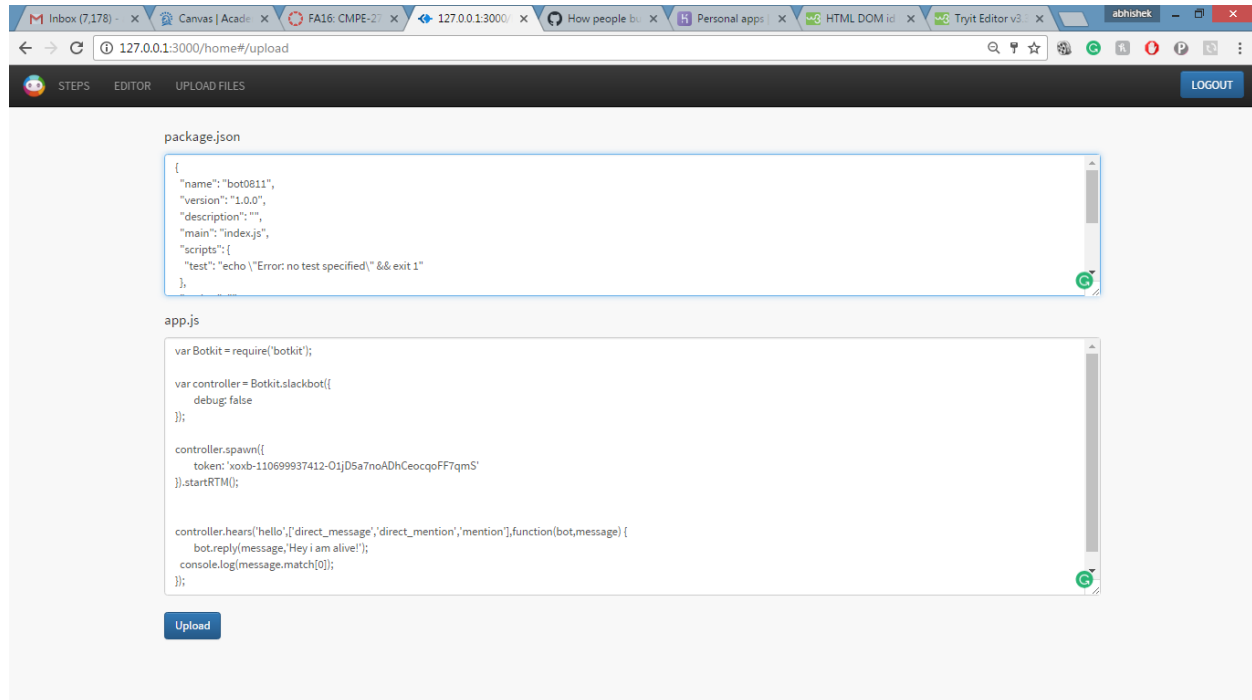 Inbox (7,178) -
Canvas | Acade
FA16: CMPE-27
127.0.0.1:3000/
How people bu
Personal apps |
HTML DOM id
Tryit Editor v3.
abhishek
127.0.0.1:3000/home#/upload
STEPS EDITOR UPLOAD FILES LOGOUT
package.json
{
"name": "bot0811",
"version": "1.0.0",
"description": "",
"main": "index.js",
"scripts": {
"test": "echo \"Error: no test specified\" && exit 1"
},
app.js
var Botkit = require('botkit');
var controller = Botkit.slackbot({
debug: false
});
controller.spawn({
token: 'xoxb-110699937412-O1jD5a7noADhCeocqoFF7qmS'
}).startRTM();
controller.hears('hello',['direct_message','direct_mention','mention'],function(bot,message) {
bot.reply(message,'Hey i am alive!');
console.log(message.match[0]);
});
Upload